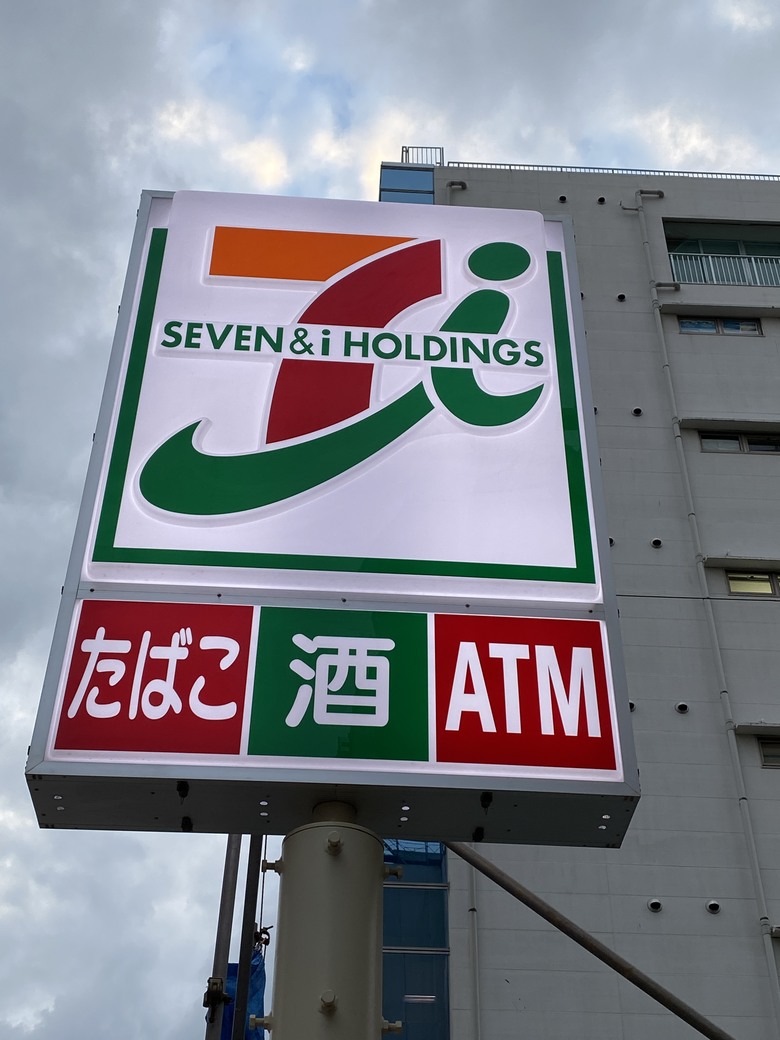 SEVEN&i HOLDINGS
たばこ 酒 ATM